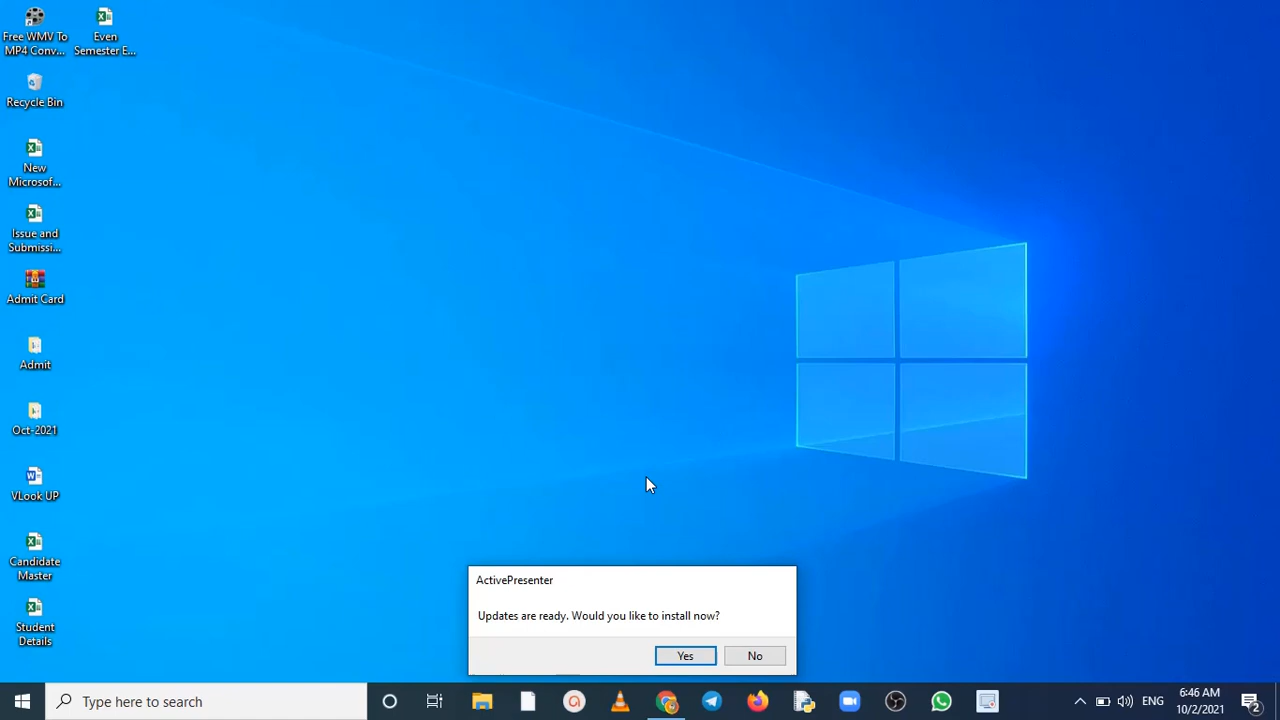 Free WMV To
MP4 Conv...
Even
Semester E...
Recycle Bin
New
Microsof...
Issue and
Submissi...
Admit Card
Admit
Oct-2021
VLook UP
Candidate
Master
Student
Details
ActivePresenter
Updates are ready. Would you like to install now?
Yes
No
Type here to search
ENG
6:46 AM
10/2/2021
2